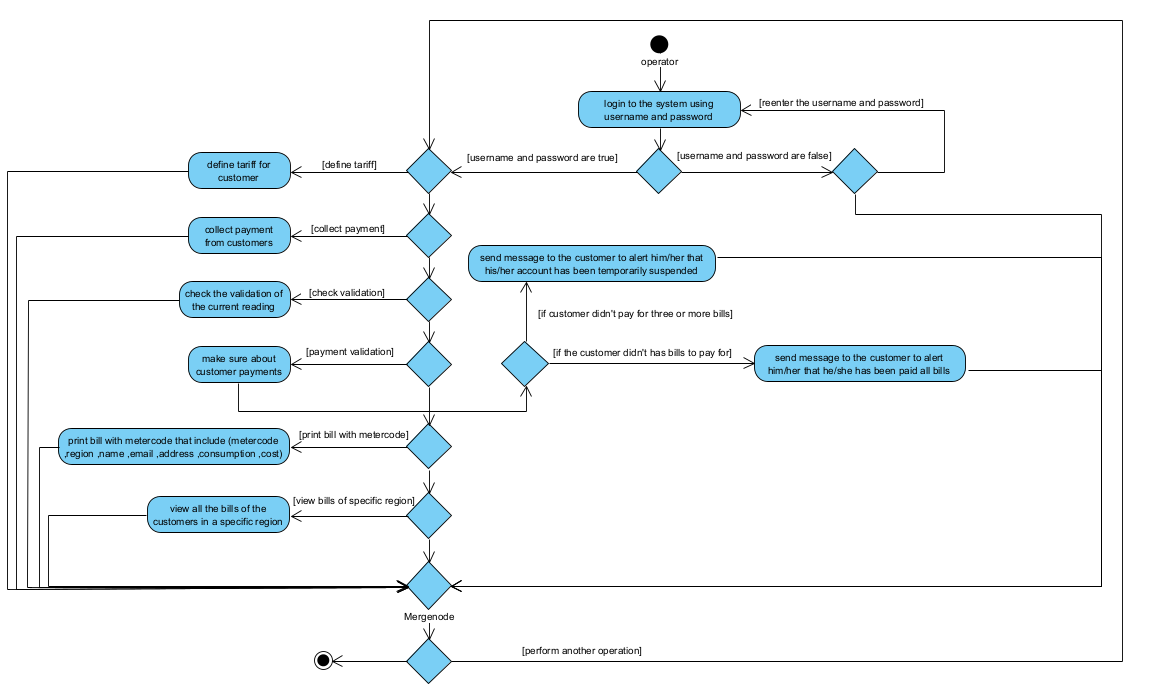 operator
login to the system using
username and password
[reenter the username and password]
[username and password are true]
[username and password are false]
define tariff for
customer
[define tariff]
collect payment
from customers
[collect payment]
send message to the customer to alert him/her that
his/her account has been temporarily suspended
check the validation of
the current reading
[check validation]
[if customer didn't pay for three or more bills]
make sure about
customer payments
[payment validation]
[if the customer didn't has bills to pay for]
send message to the customer to alert
him/her that he/she has been paid all bills
print bill with metercode that include (metercode
,region ,name ,email ,address ,consumption ,cost)
[print bill with metercode]
view all the bills of the
customers in a specific region
[view bills of specific region]
Mergenode
[perform another operation]